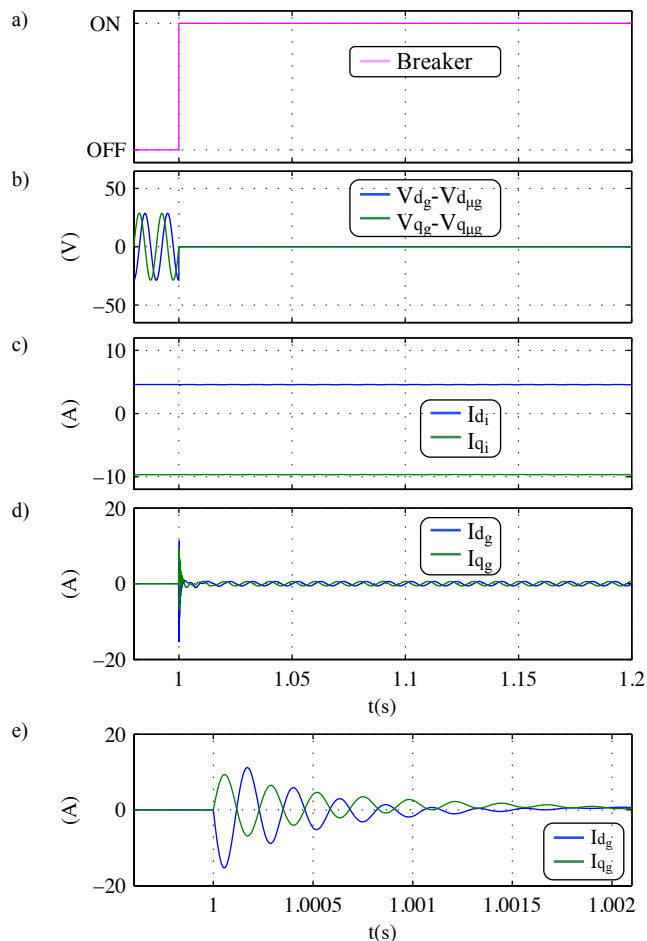 a)
ON
OFF
Breaker
b)
50
0
−50
(V)
Vdg-Vdμg
Vqg-Vqμg
c)
10
0
−10
(A)
Idi
Iqi
d)
20
0
−20
(A)
Idg
Iqg
1 1.05 1.1 1.15 1.2
t(s)
e)
20
0
−20
(A)
Idg
Iqg
1 1.0005 1.001 1.0015 1.002
t(s)